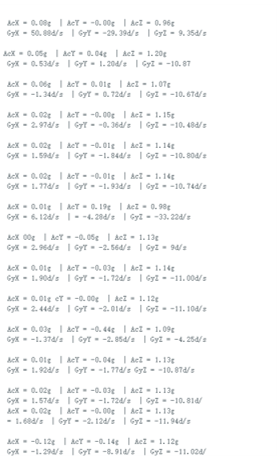 AcX = 0.08g | AcY = -0.00g | AcZ = 0.96g
GyX = 50.88d/s | GyY = -29.39d/s | GyZ = 9.35d/s
AcX = 0.05g | AcY = 0.04g | AcZ = 1.20g
GyX = 0.53d/s | GyY = 1.20d/s | GyZ = -10.87
AcX = 0.06g | AcY = 0.01g | AcZ = 1.07g
GyX = -1.34d/s | GyY = 0.72d/s | GyZ = -10.67d/s
AcX = 0.02g | AcY = -0.00g | AcZ = 1.15g
GyX = 2.97d/s | GyY = -0.36d/s | GyZ = -10.48d/s
AcX = 0.02g | AcY = -0.01g | AcZ = 1.14g
GyX = 1.59d/s | GyY = -1.84d/s | GyZ = -10.80d/s
AcX = 0.02g | AcY = -0.01g | AcZ = 1.14g
GyX = 1.77d/s | GyY = -1.93d/s | GyZ = -10.74d/s
AcX = 0.01g | AcY = 0.19g | AcZ = 0.98g
GyX = 6.12d/s | = -4.28d/s | GyZ = -33.22d/s
AcX 00g | AcY = -0.05g | AcZ = 1.13g
GyX = 2.96d/s | GyY = -2.56d/s | GyZ = 9d/s
AcX = 0.01g | AcY = -0.03g | AcZ = 1.14g
GyX = 1.90d/s | GyY = -1.72d/s | GyZ = -11.00d/s
AcX = 0.01g cY = -0.00g | AcZ = 1.12g
GyX = 2.44d/s | GyY = -2.01d/s | GyZ = -11.10d/s
AcX = 0.03g | AcY = -0.44g | AcZ = 1.09g
GyX = -1.37d/s | GyY = -2.85d/s | GyZ = -4.25d/s
AcX = 0.01g | AcY = -0.04g | AcZ = 1.13g
GyX = 1.92d/s | GyY = -1.77d/s GyZ = -10.87d/s
AcX = 0.02g | AcY = -0.03g | AcZ = 1.13g
GyX = 1.57d/s | GyY = -1.72d/s | GyZ = -10.81d/
AcX = 0.02g | AcY = -0.00g | AcZ = 1.13g
= 1.68d/s | GyY = -2.12d/s | GyZ = -11.94d/s
AcX = -0.12g | AcY = -0.14g | AcZ = 1.12g
GyX = -1.29d/s | GyY = -8.91d/s | GyZ = -11.02d/